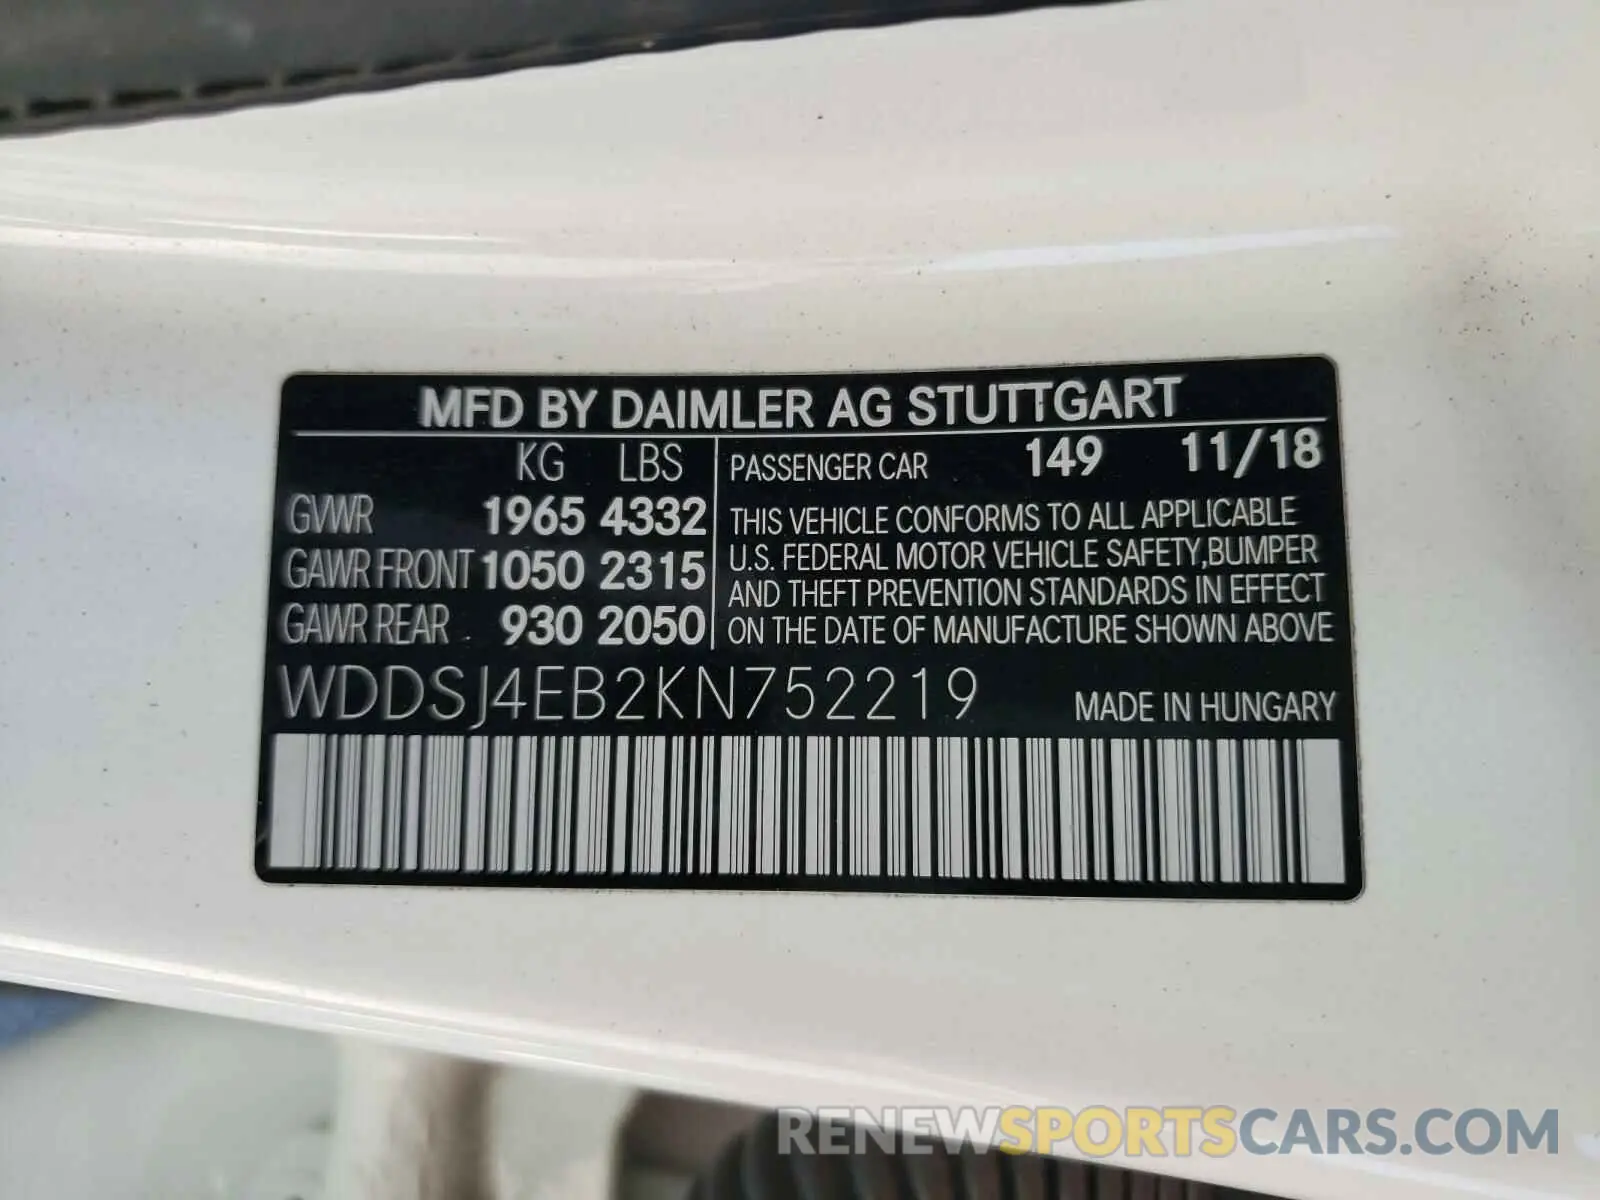 MFD BY DAIMLER AG STUTTGART
KG LBS
GVWR 1965 4332
GAWR FRONT 1050 2315
GAWR REAR 930 2050
PASSENGER CAR 149 11/18
THIS VEHICLE CONFORMS TO ALL APPLICABLE
U.S. FEDERAL MOTOR VEHICLE SAFETY,BUMPER
AND THEFT PREVENTION STANDARDS IN EFFECT
ON THE DATE OF MANUFACTURE SHOWN ABOVE
WDDSJ4EB2KN752219
MADE IN HUNGARY
RENEWSPORTSCARS.COM